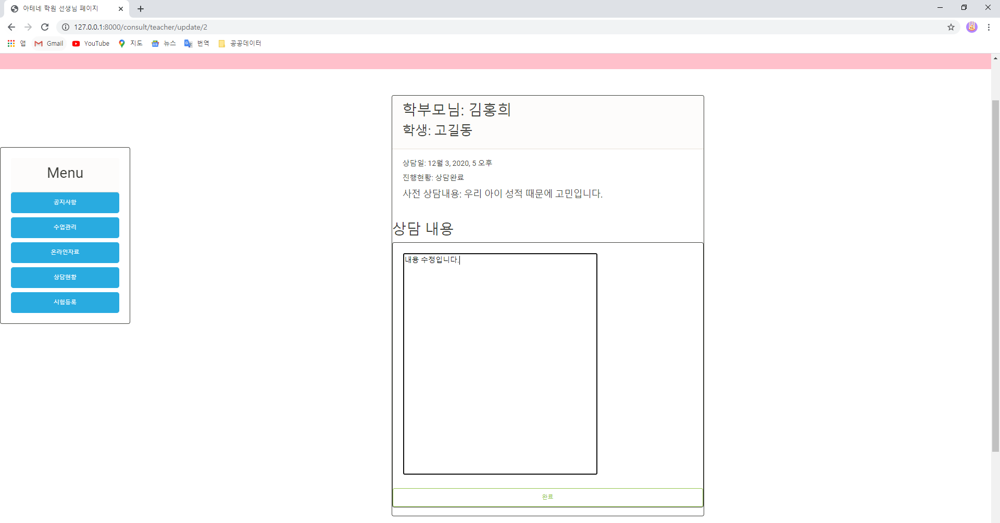 아테네 학원 선생님 페이지
127.0.0.1:8000/consult/teacher/update/2
앱 Gmail YouTube 지도 뉴스 번역 공공데이터
학부모님: 김홍희
학생: 고길동
상담일: 12월 3, 2020, 5 오후
진행현황: 상담완료
사전 상담내용: 우리 아이 성적 때문에 고민입니다.
Menu
공지사항
수업관리
온라인자료
상담현황
시험등록
상담 내용
내용 수정입니다.
완료